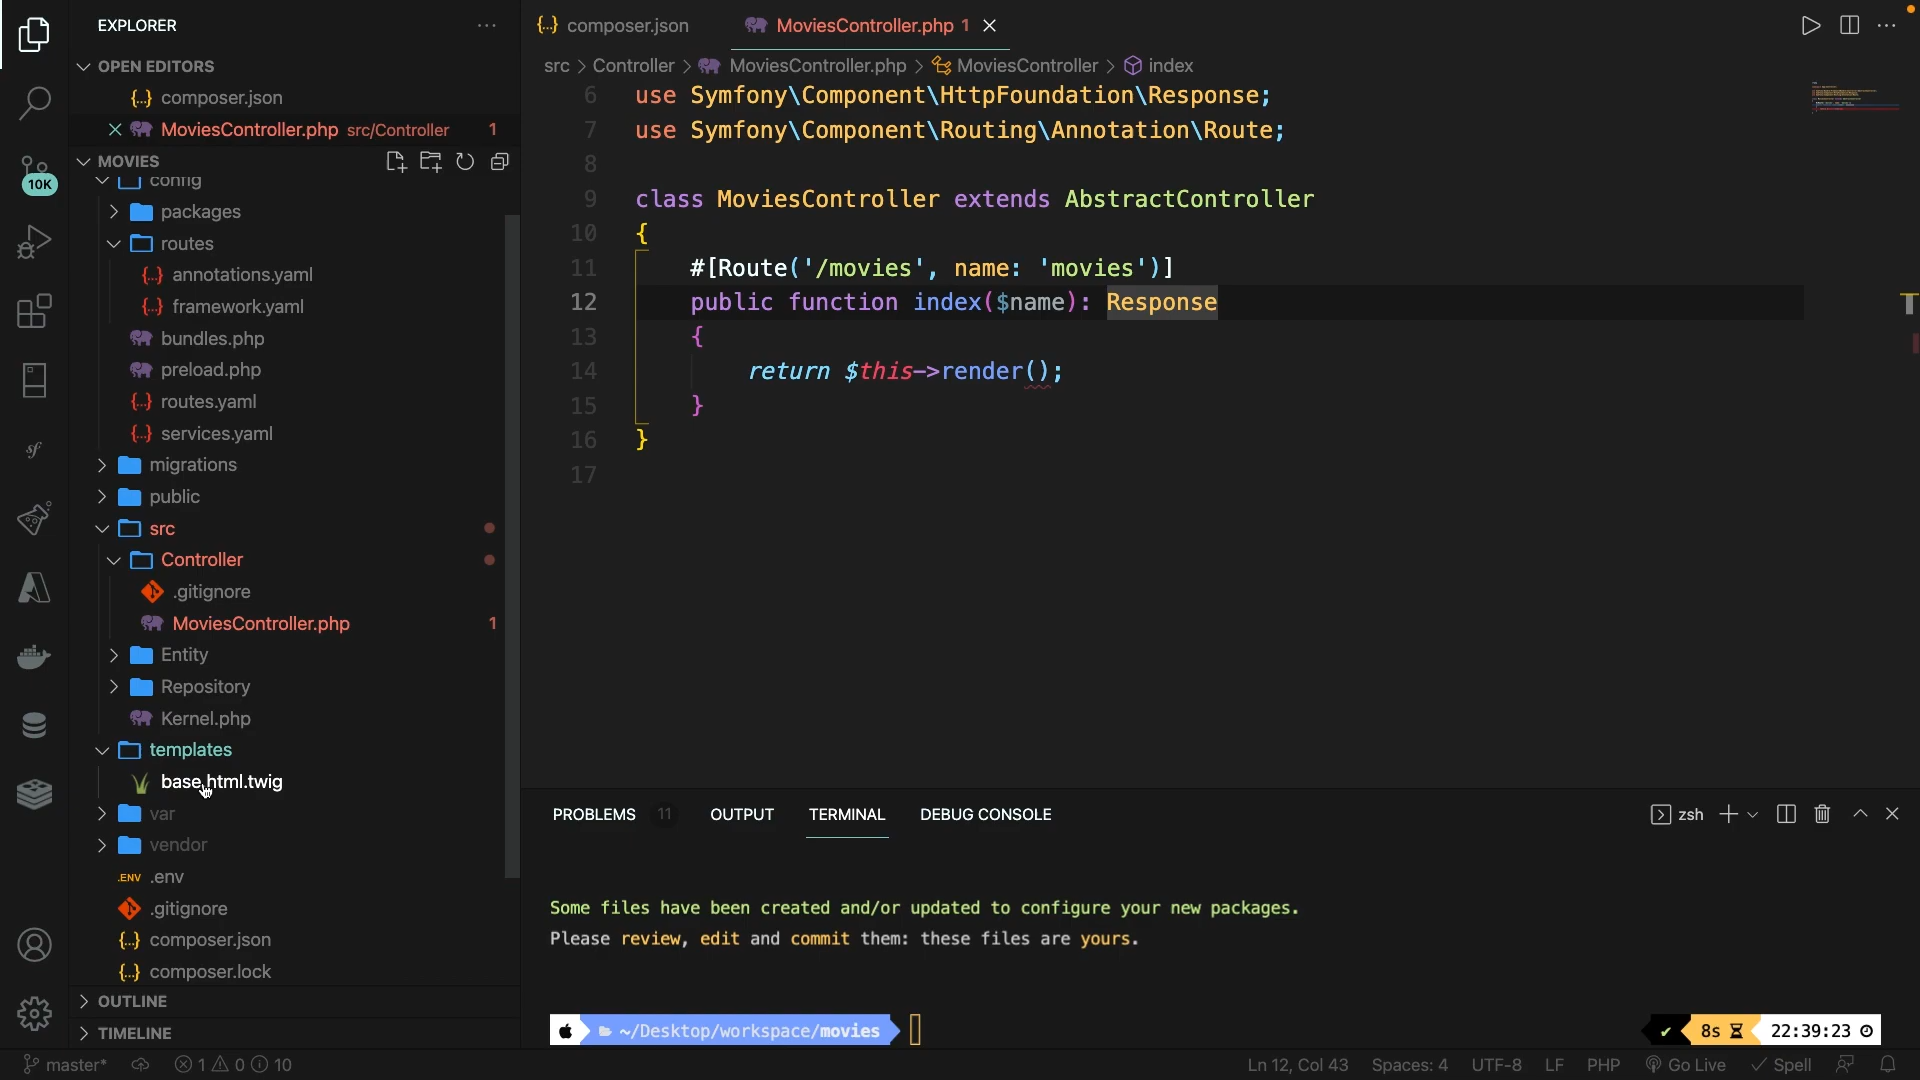 EXPLORER
OPEN EDITORS
composer.json
MoviesController.php src/Controller 1
MOVIES
config
packages
routes
annotations.yaml
framework.yaml
bundles.php
preload.php
routes.yaml
services.yaml
migrations
public
src
Controller
.gitignore
MoviesController.php 1
Entity
Repository
Kernel.php
templates
base.html.twig
var
vendor
.ENV .env
.gitignore
composer.json
composer.lock
OUTLINE
TIMELINE
10K
sf
composer.json MoviesController.php 1
src > Controller > MoviesController.php > MoviesController > index
6 use Symfony\Component\HttpFoundation\Response;
7 use Symfony\Component\Routing\Annotation\Route;
8
9 class MoviesController extends AbstractController
10 {
11 #[Route('/movies', name: 'movies')]
12 public function index($name): Response
13 {
14 return $this->render();
15 }
16 }
17
PROBLEMS 11 OUTPUT TERMINAL DEBUG CONSOLE zsh
Some files have been created and/or updated to configure your new packages.
Please review, edit and commit them: these files are yours.
~/Desktop/workspace/movies 8s 22:39:23
master* 1 0 10 Ln 12, Col 43 Spaces: 4 UTF-8 LF PHP Go Live Spell